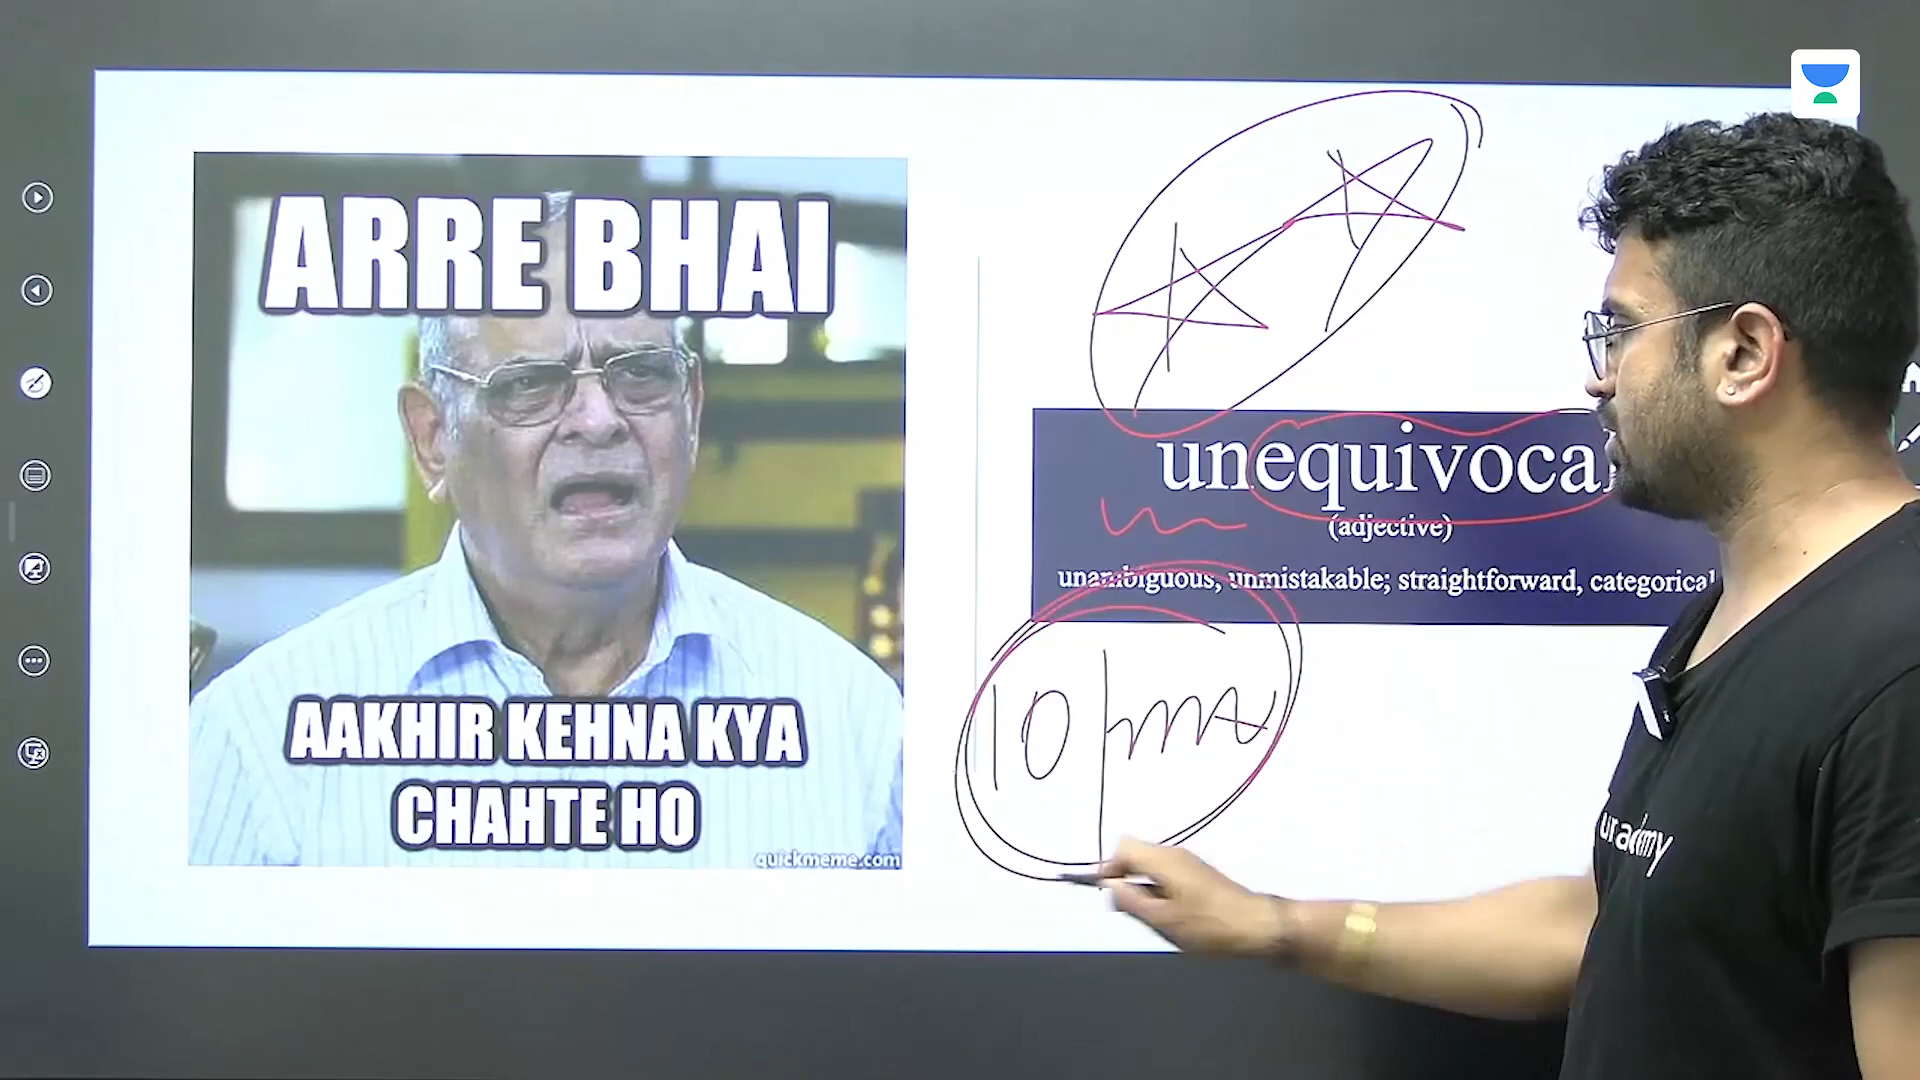 ARRE BHAI
AAKHIR KEHNA KYA
CHAHTE HO
quickmeme.com
unequivocal
(adjective)
unambiguous, unmistakable; straightforward, categorical
10